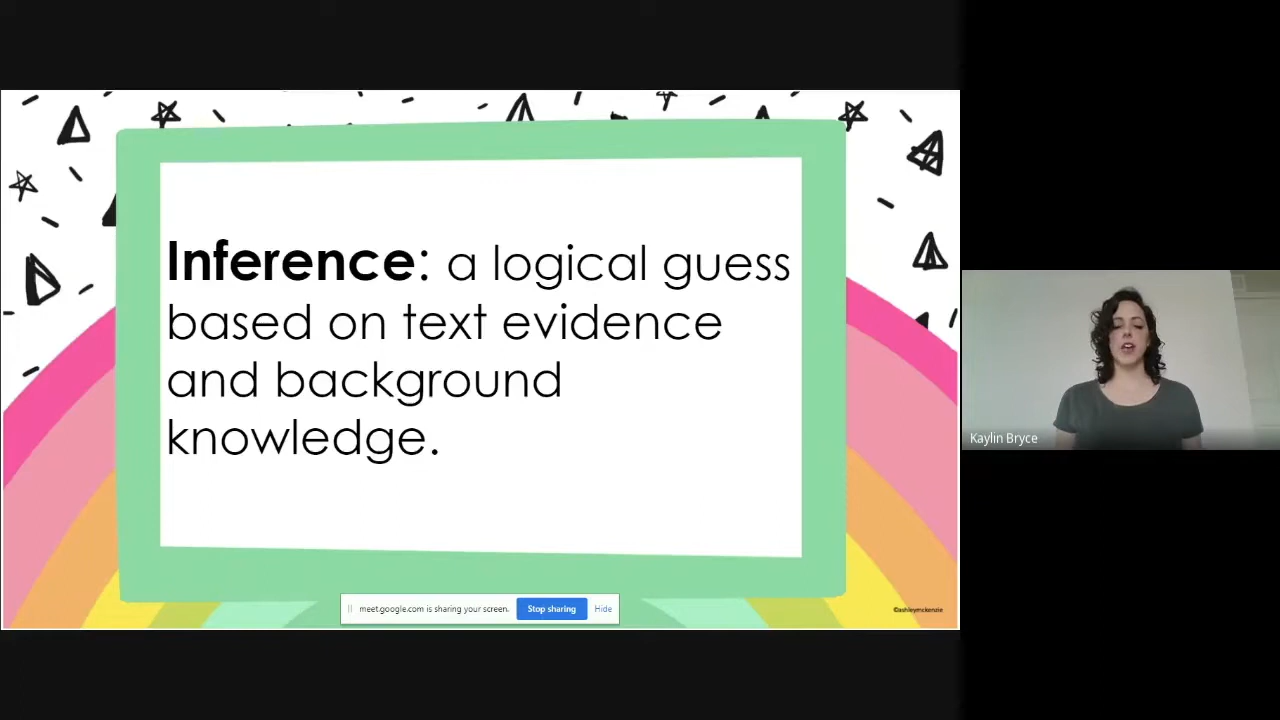 Inference: a logical guess
based on text evidence
and background
knowledge.
Kaylin Bryce
meet.google.com is sharing your screen.
Stop sharing
Hide
©ashleymckenzie